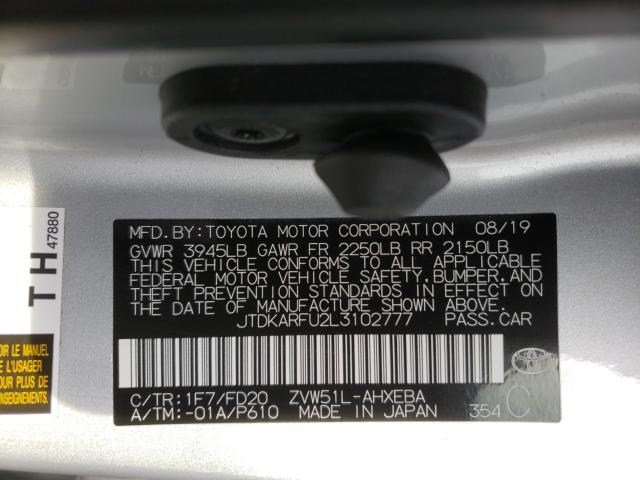 MFD.BY:TOYOTA MOTOR CORPORATION 08/19
GVWR 3945LB GAWR FR 2250LB RR 2150LB
THIS VEHICLE CONFORMS TO ALL APPLICABLE
FEDERAL MOTOR VEHICLE SAFETY,BUMPER,AND
THEFT PREVENTION STANDARDS IN EFFECT ON
THE DATE OF MANUFACTURE SHOWN ABOVE.
JTDKARFU2L3102777 PASS.CAR
C/TR:1F7/FD20 ZVW51L-AHXEBA
A/TM:-01A/P610 MADE IN JAPAN 354 C
TH
47880
OIR LE MANUEL
E L'USAGER
POUR PLUS DE